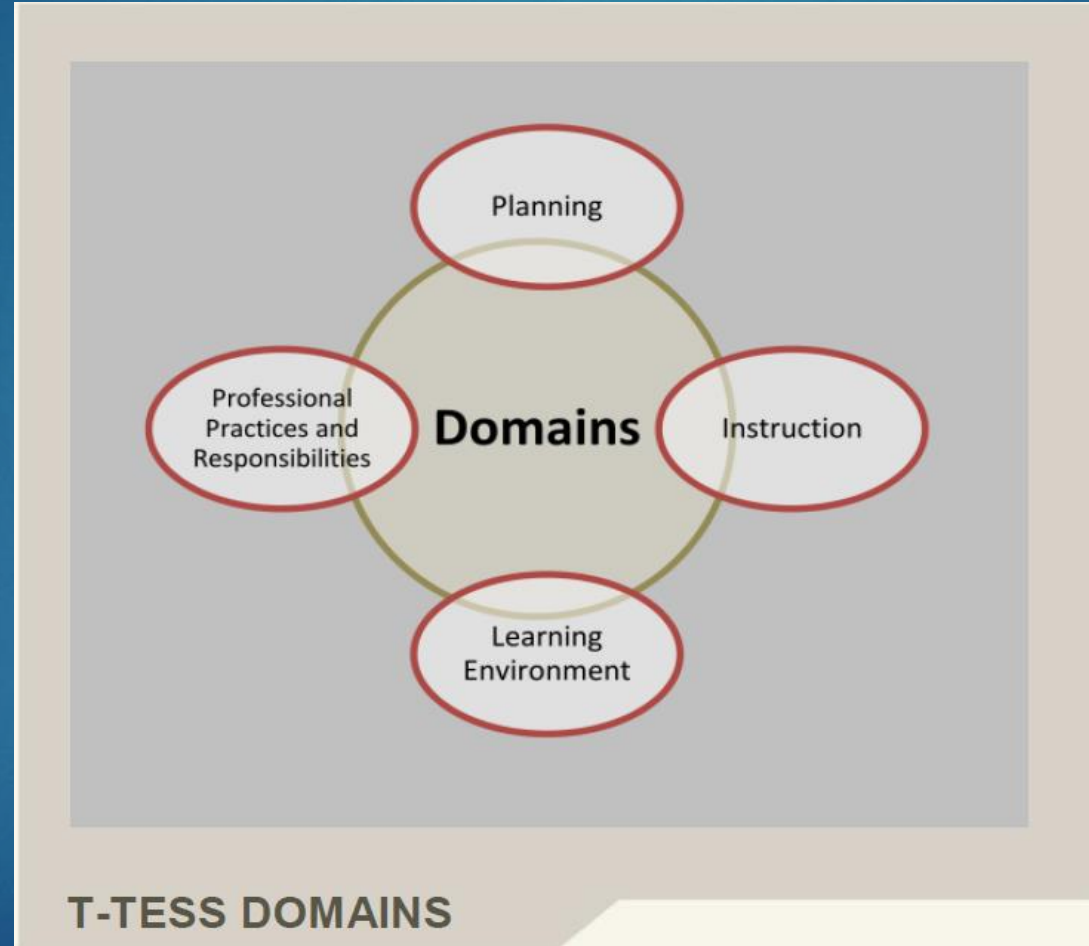 Planning
Professional
Practices and
Responsibilities
Domains
Instruction
Learning
Environment
T-TESS DOMAINS